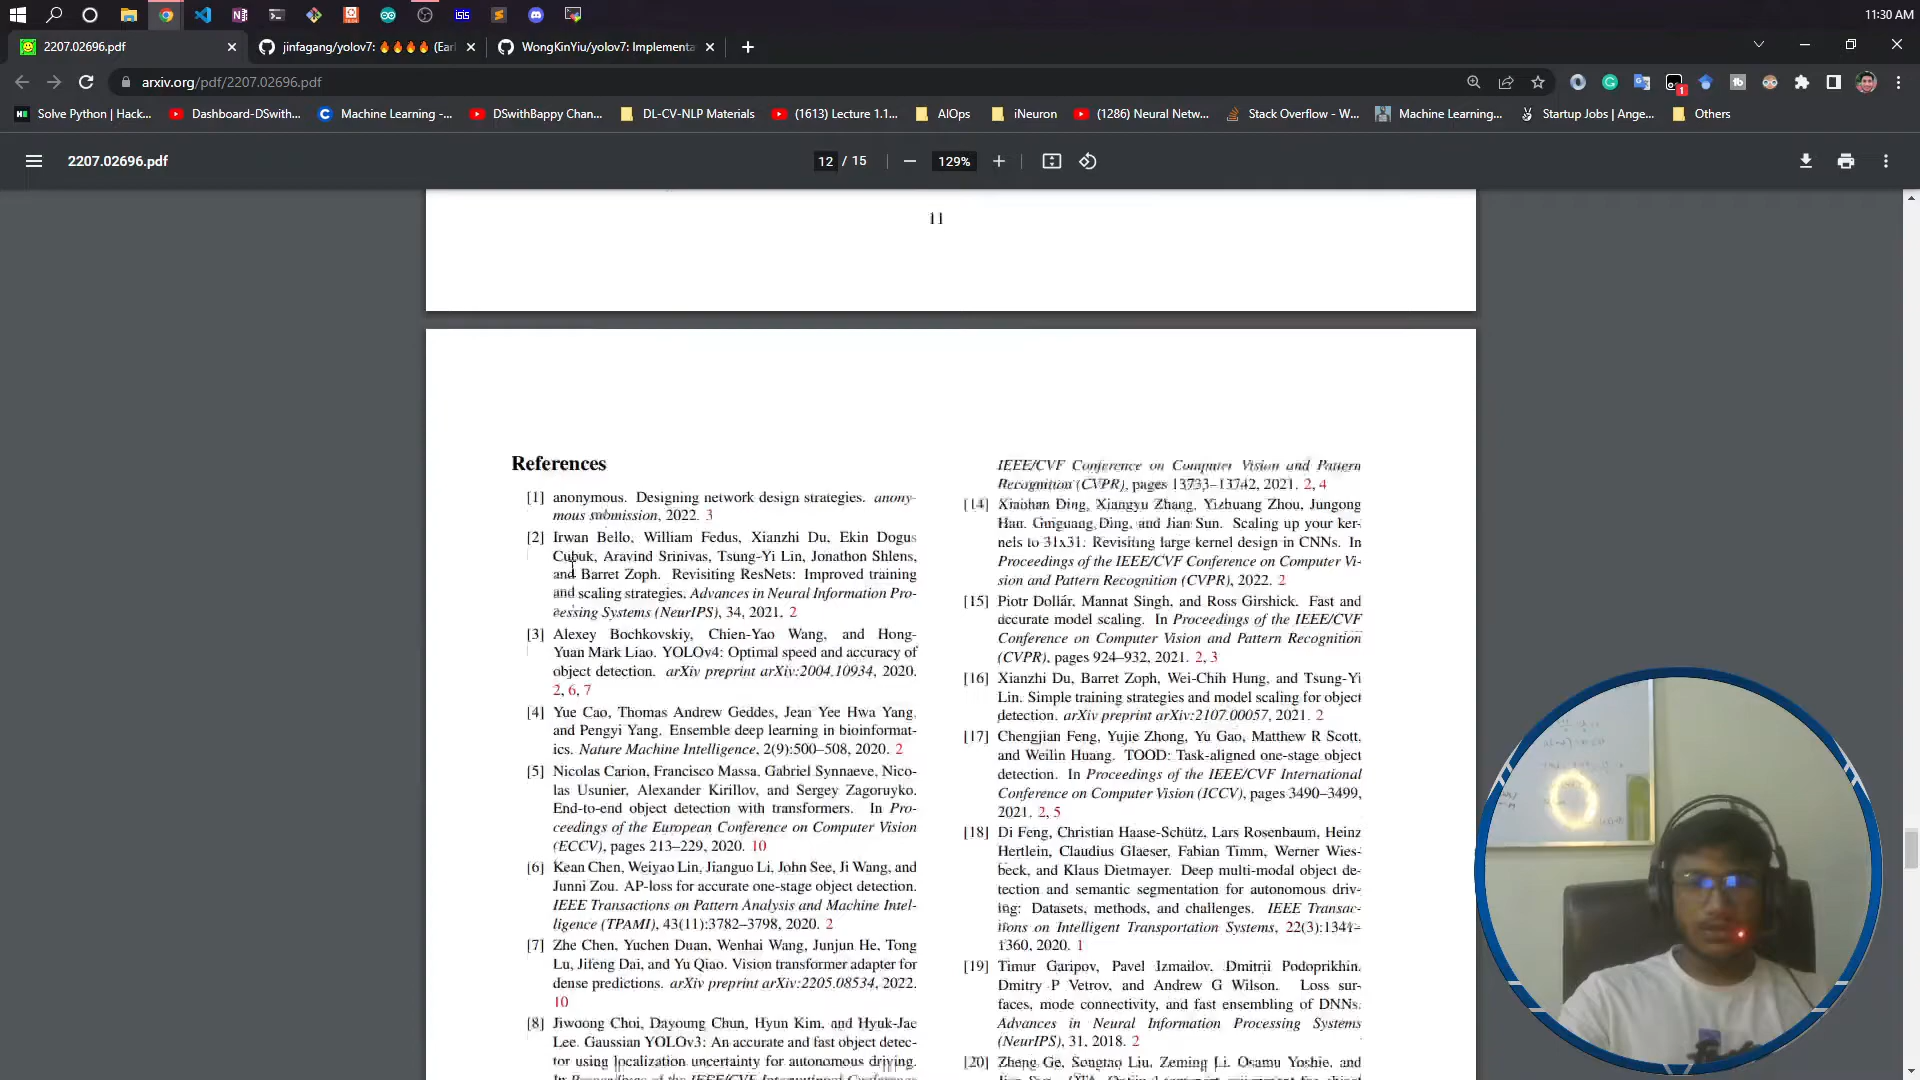 11:30 AM
2207.02696.pdf
jinfagang/yolov7: 🔥🔥🔥🔥 (Earl
WongKinYiu/yolov7: Implementa
arxiv.org/pdf/2207.02696.pdf
Solve Python | Hack...
Dashboard-DSwith...
Machine Learning -...
DSwithBappy Chan...
DL-CV-NLP Materials
(1613) Lecture 1.1...
AIOps
iNeuron
(1286) Neural Netw...
Stack Overflow - W...
Machine Learning...
Startup Jobs | Ange...
Others
2207.02696.pdf
12 / 15
129%
11
References
[1] anonymous. Designing network design strategies. anony-
mous submission, 2022. 3
[2] Irwan Bello, William Fedus, Xianzhi Du, Ekin Dogus
Cubuk, Aravind Srinivas, Tsung-Yi Lin, Jonathon Shlens,
and Barret Zoph. Revisiting ResNets: Improved training
and scaling strategies. Advances in Neural Information Pro-
cessing Systems (NeurIPS), 34, 2021. 2
[3] Alexey Bochkovskiy, Chien-Yao Wang, and Hong-
Yuan Mark Liao. YOLOv4: Optimal speed and accuracy of
object detection. arXiv preprint arXiv:2004.10934, 2020.
2, 6, 7
[4] Yue Cao, Thomas Andrew Geddes, Jean Yee Hwa Yang,
and Pengyi Yang. Ensemble deep learning in bioinformat-
ics. Nature Machine Intelligence, 2(9):500–508, 2020. 2
[5] Nicolas Carion, Francisco Massa, Gabriel Synnaeve, Nico-
las Usunier, Alexander Kirillov, and Sergey Zagoruyko.
End-to-end object detection with transformers. In Pro-
ceedings of the European Conference on Computer Vision
(ECCV), pages 213–229, 2020. 10
[6] Kean Chen, Weiyao Lin, Jianguo Li, John See, Ji Wang, and
Junni Zou. AP-loss for accurate one-stage object detection.
IEEE Transactions on Pattern Analysis and Machine Intel-
ligence (TPAMI), 43(11):3782–3798, 2020. 2
[7] Zhe Chen, Yuchen Duan, Wenhai Wang, Junjun He, Tong
Lu, Jifeng Dai, and Yu Qiao. Vision transformer adapter for
dense predictions. arXiv preprint arXiv:2205.08534, 2022.
10
[8] Jiwoong Choi, Dayoung Chun, Hyun Kim, and Hyuk-Jae
Lee. Gaussian YOLOv3: An accurate and fast object detec-
tor using localization uncertainty for autonomous driving.
IEEE/CVF Conference on Computer Vision and Pattern
Recognition (CVPR), pages 13733–13742, 2021. 2, 4
[14] Xiaohan Ding, Xiangyu Zhang, Yizhuang Zhou, Jungong
Han, Guiguang Ding, and Jian Sun. Scaling up your ker-
nels to 31x31: Revisiting large kernel design in CNNs. In
Proceedings of the IEEE/CVF Conference on Computer Vi-
sion and Pattern Recognition (CVPR), 2022. 2
[15] Piotr Dollár, Mannat Singh, and Ross Girshick. Fast and
accurate model scaling. In Proceedings of the IEEE/CVF
Conference on Computer Vision and Pattern Recognition
(CVPR), pages 924–932, 2021. 2, 3
[16] Xianzhi Du, Barret Zoph, Wei-Chih Hung, and Tsung-Yi
Lin. Simple training strategies and model scaling for object
detection. arXiv preprint arXiv:2107.00057, 2021. 2
[17] Chengjian Feng, Yujie Zhong, Yu Gao, Matthew R Scott,
and Weilin Huang. TOOD: Task-aligned one-stage object
detection. In Proceedings of the IEEE/CVF International
Conference on Computer Vision (ICCV), pages 3490–3499,
2021. 2, 5
[18] Di Feng, Christian Haase-Schütz, Lars Rosenbaum, Heinz
Hertlein, Claudius Glaeser, Fabian Timm, Werner Wies-
beck, and Klaus Dietmayer. Deep multi-modal object de-
tection and semantic segmentation for autonomous driv-
ing: Datasets, methods, and challenges. IEEE Transac-
tions on Intelligent Transportation Systems, 22(3):1341–
1360, 2020. 1
[19] Timur Garipov, Pavel Izmailov, Dmitrii Podoprikhin,
Dmitry P Vetrov, and Andrew G Wilson. Loss sur-
faces, mode connectivity, and fast ensembling of DNNs.
Advances in Neural Information Processing Systems
(NeurIPS), 31, 2018. 2
[20] Zheng Ge, Songtao Liu, Zeming Li, Osamu Yoshie, and